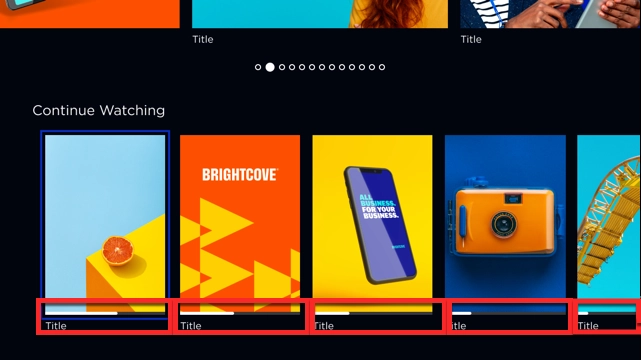 Title
Title
Continue Watching
BRIGHTCOVE
ALL
BUSINESS.
FOR YOUR
BUSINESS.
Title
Title
Title
Title
Title